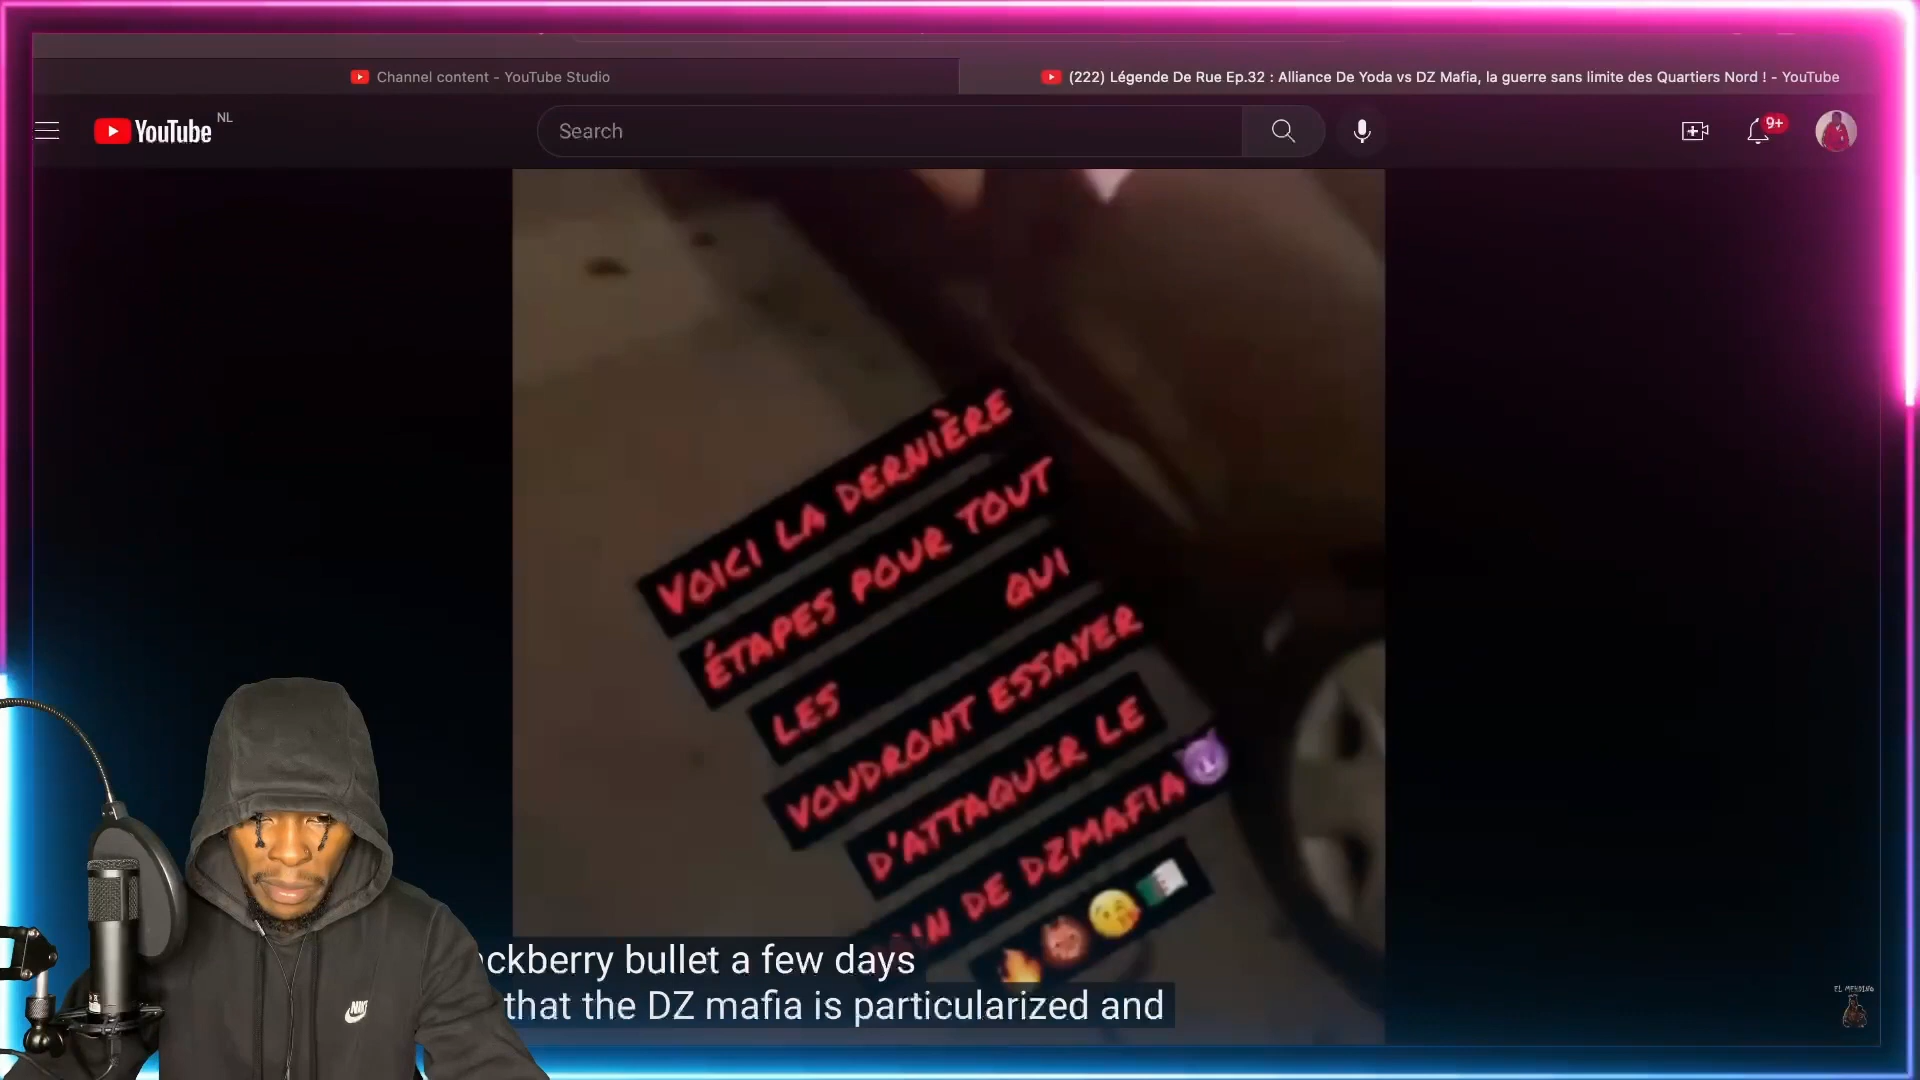 Channel content - YouTube Studio
(222) Légende De Rue Ep.32 : Alliance De Yoda vs DZ Mafia, la guerre sans limite des Quartiers Nord ! - YouTube
YouTube NL
Search
9+
VOICI LA DERNIÈRE
ÉTAPES POUR TOUT
LES QUI
VOUDRONT ESSAYER
D'ATTAQUER LE
DE DZMAFIA
ckberry bullet a few days
that the DZ mafia is particularized and
EL MEHDINO